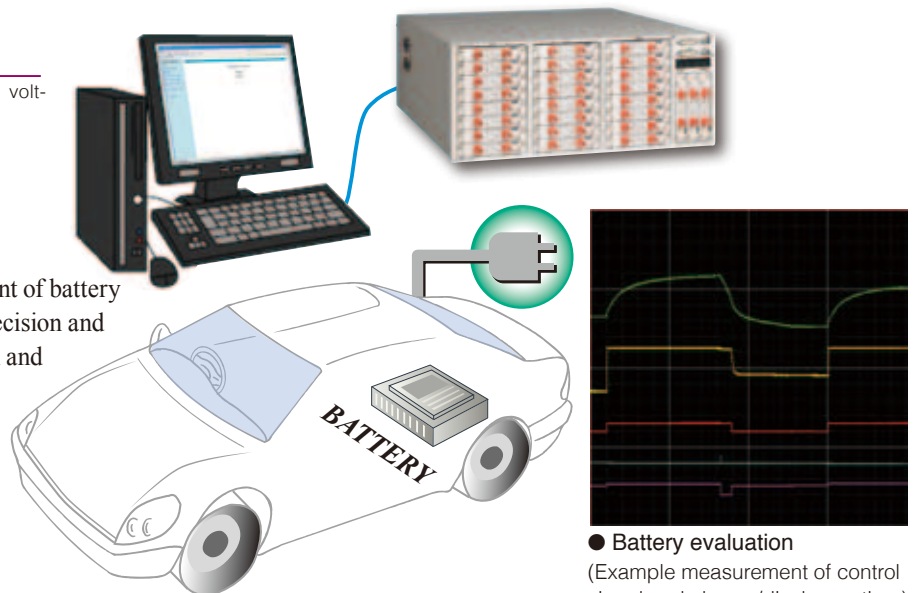 volt-
nt of battery
ecision and
and
BATTERY
● Battery evaluation
(Example measurement of control